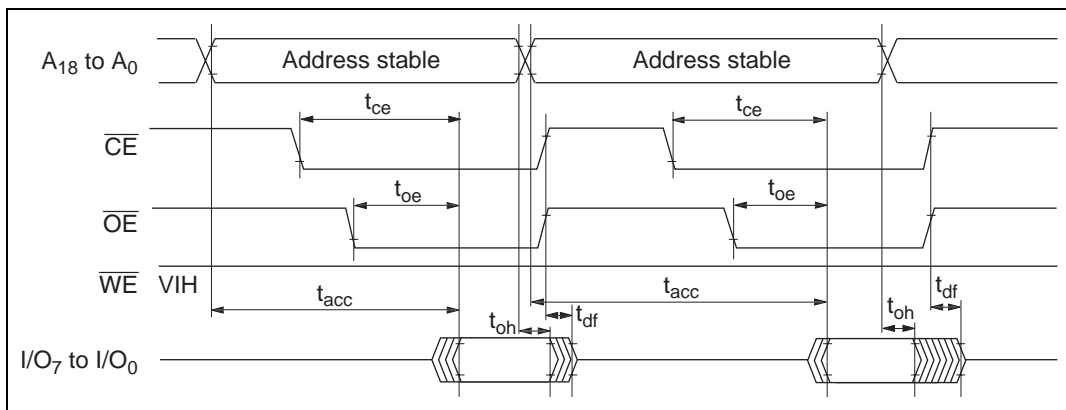 A18 to A0 Address stable Address stable
tce tce
CE
toe toe
OE
WE VIH
tacc tacc
toh tdf toh tdf
I/O7 to I/O0